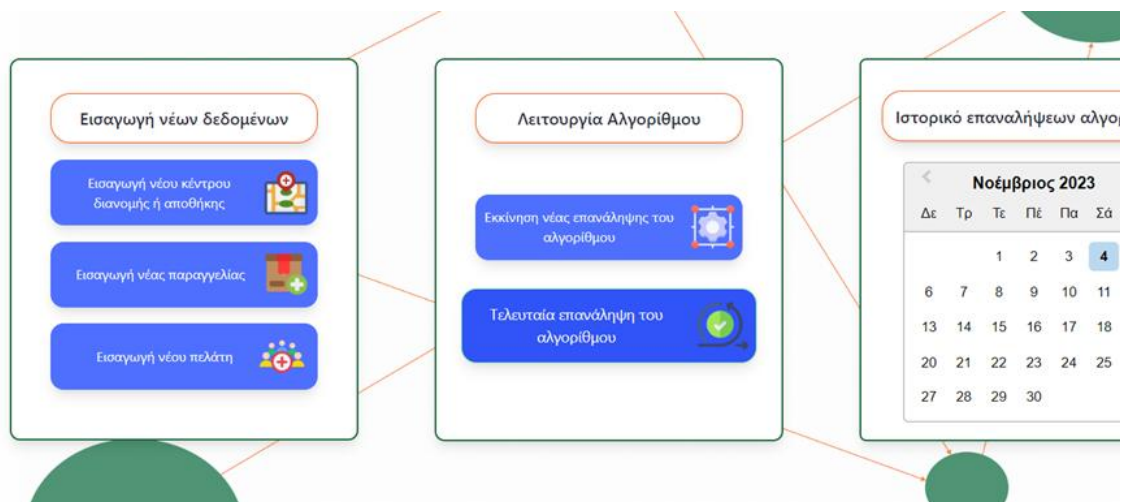 Εισαγωγή νέων δεδομένων
Εισαγωγή νέου κέντρου
διανομής ή αποθήκης
Εισαγωγή νέας παραγγελίας
Εισαγωγή νέου πελάτη
Λειτουργία Αλγορίθμου
Εκκίνηση νέας επανάληψης του
αλγορίθμου
Τελευταία επανάληψη του
αλγορίθμου
Ιστορικό επαναλήψεων αλγορ
Νοέμβριος 2023
Δε Τρ Τε Πέ Πα Σά
1 2 3 4
6 7 8 9 10 11
13 14 15 16 17 18
20 21 22 23 24 25
27 28 29 30